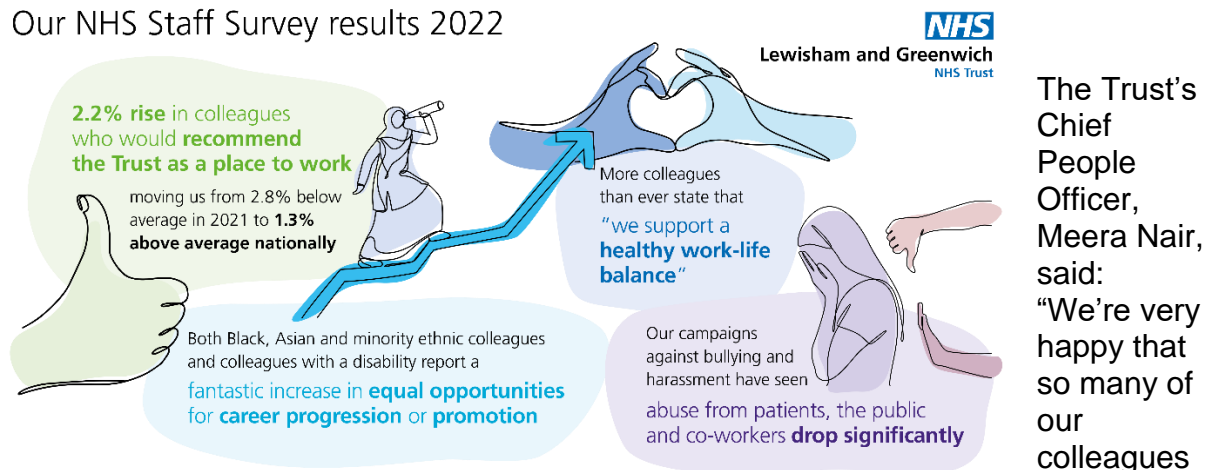 Our NHS Staff Survey results 2022
NHS
Lewisham and Greenwich
NHS Trust
2.2% rise in colleagues
who would recommend
the Trust as a place to work
moving us from 2.8% below
average in 2021 to 1.3%
above average nationally
More colleagues
than ever state that
“we support a
healthy work-life
balance”
Both Black, Asian and minority ethnic colleagues
and colleagues with a disability report a
fantastic increase in equal opportunities
for career progression or promotion
Our campaigns
against bullying and
harassment have seen
abuse from patients, the public
and co-workers drop significantly
The Trust’s
Chief
People
Officer,
Meera Nair,
said:
“We’re very
happy that
so many of
our
colleagues